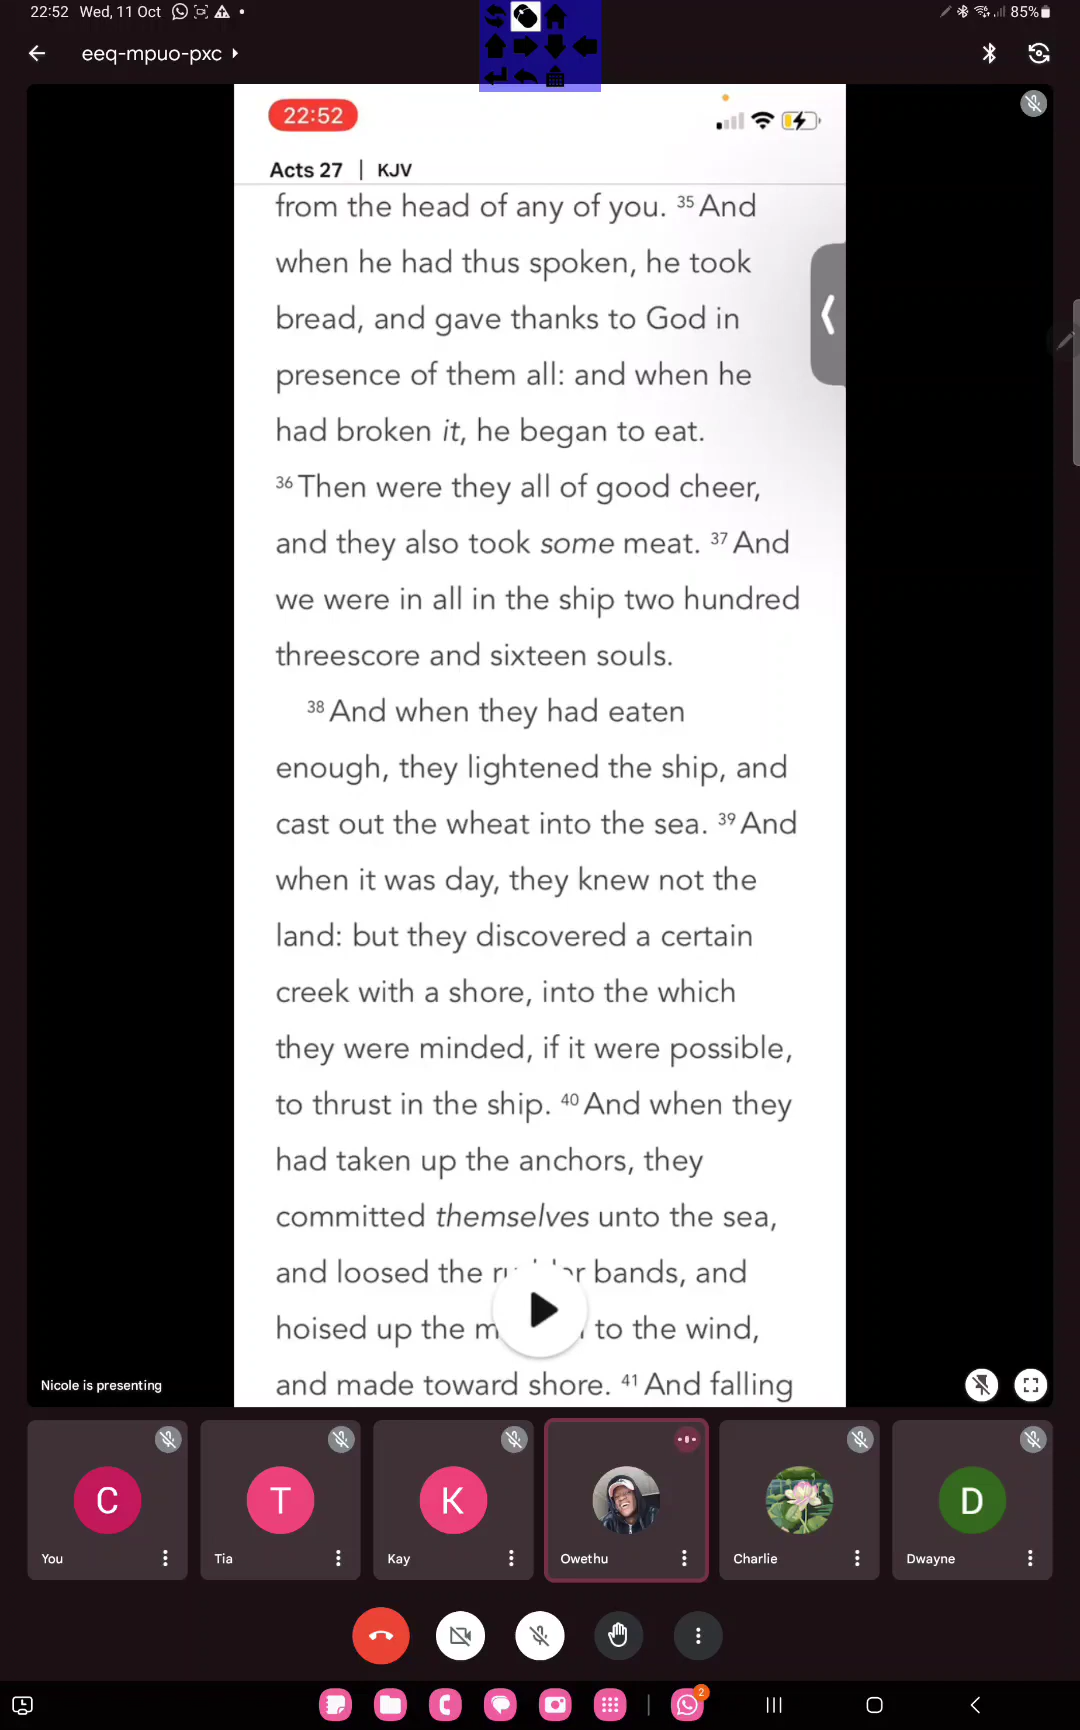 22:52 Wed, 11 Oct
85%
eeq-mpuo-pxc
22:52
Acts 27 | KJV
from the head of any of you. 35 And
when he had thus spoken, he took
bread, and gave thanks to God in
presence of them all: and when he
had broken it, he began to eat.
36 Then were they all of good cheer,
and they also took some meat. 37 And
we were in all in the ship two hundred
threescore and sixteen souls.
38 And when they had eaten
enough, they lightened the ship, and
cast out the wheat into the sea. 39 And
when it was day, they knew not the
land: but they discovered a certain
creek with a shore, into the which
they were minded, if it were possible,
to thrust in the ship. 40 And when they
had taken up the anchors, they
committed themselves unto the sea,
and loosed the bands, and
hoised up the to the wind,
and made toward shore. 41 And falling
Nicole is presenting
C
T
K
D
You
Tia
Kay
Owethu
Charlie
Dwayne
2